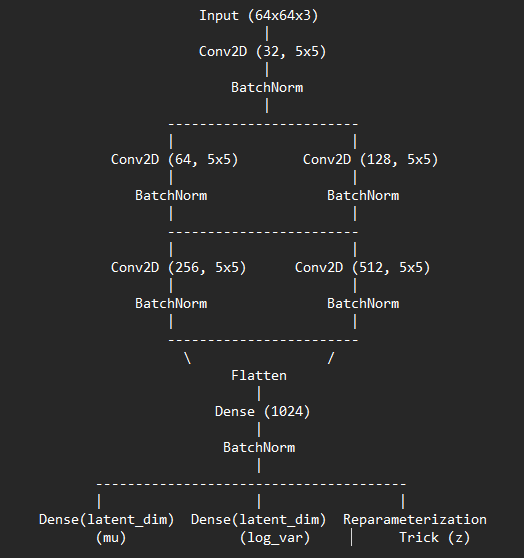 Input (64x64x3)
Conv2D (32, 5x5)
BatchNorm
Conv2D (64, 5x5) Conv2D (128, 5x5)
BatchNorm BatchNorm
Conv2D (256, 5x5) Conv2D (512, 5x5)
BatchNorm BatchNorm
Flatten
Dense (1024)
BatchNorm
Dense(latent_dim) Dense(latent_dim) Reparameterization
(mu) (log_var) | Trick (z)